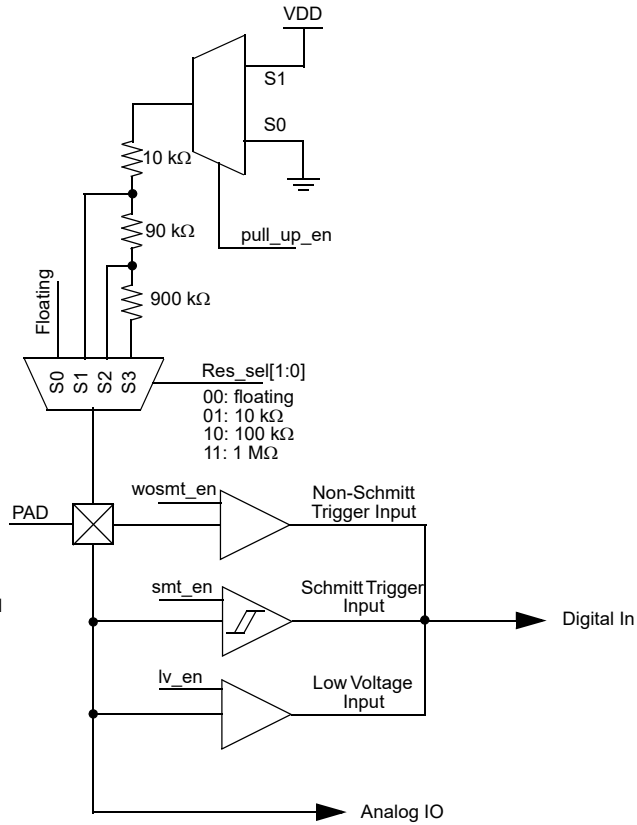 VDD
S1
S0
10 kΩ
pull_up_en
90 kΩ
900 kΩ
Floating
S0
S1
S2
S3
Res_sel[1:0]
00: floating
01: 10 kΩ
10: 100 kΩ
11: 1 MΩ
PAD
wosmt_en
Non-Schmitt
Trigger Input
smt_en
Schmitt Trigger
Input
Digital In
lv_en
Low Voltage
Input
Analog IO